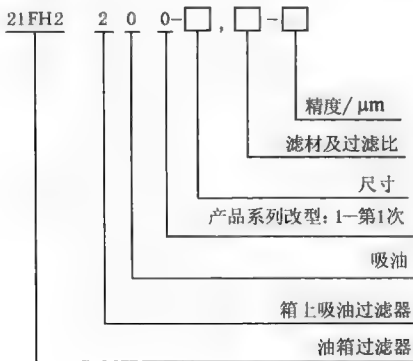 21FH2 2 0 0-□,□-□
精度/μm
滤材及过滤比
尺寸
产品系列改型:1—第1次
吸油
箱上吸油过滤器
油箱过滤器